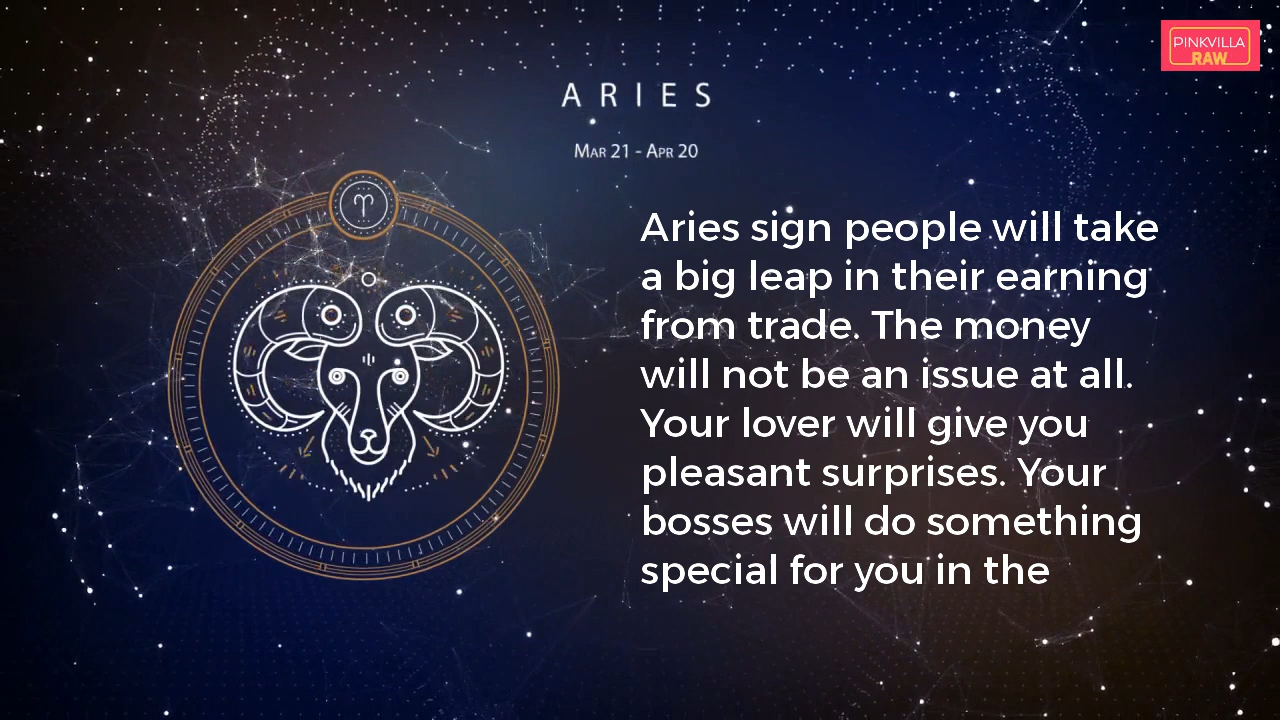 PINKVILLA
RAW
ARIES
Mar 21 - Apr 20
Aries sign people will take
a big leap in their earning
from trade. The money
will not be an issue at all.
Your lover will give you
pleasant surprises. Your
bosses will do something
special for you in the